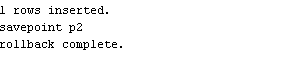 1 rows inserted.
savepoint p2
rollback complete.